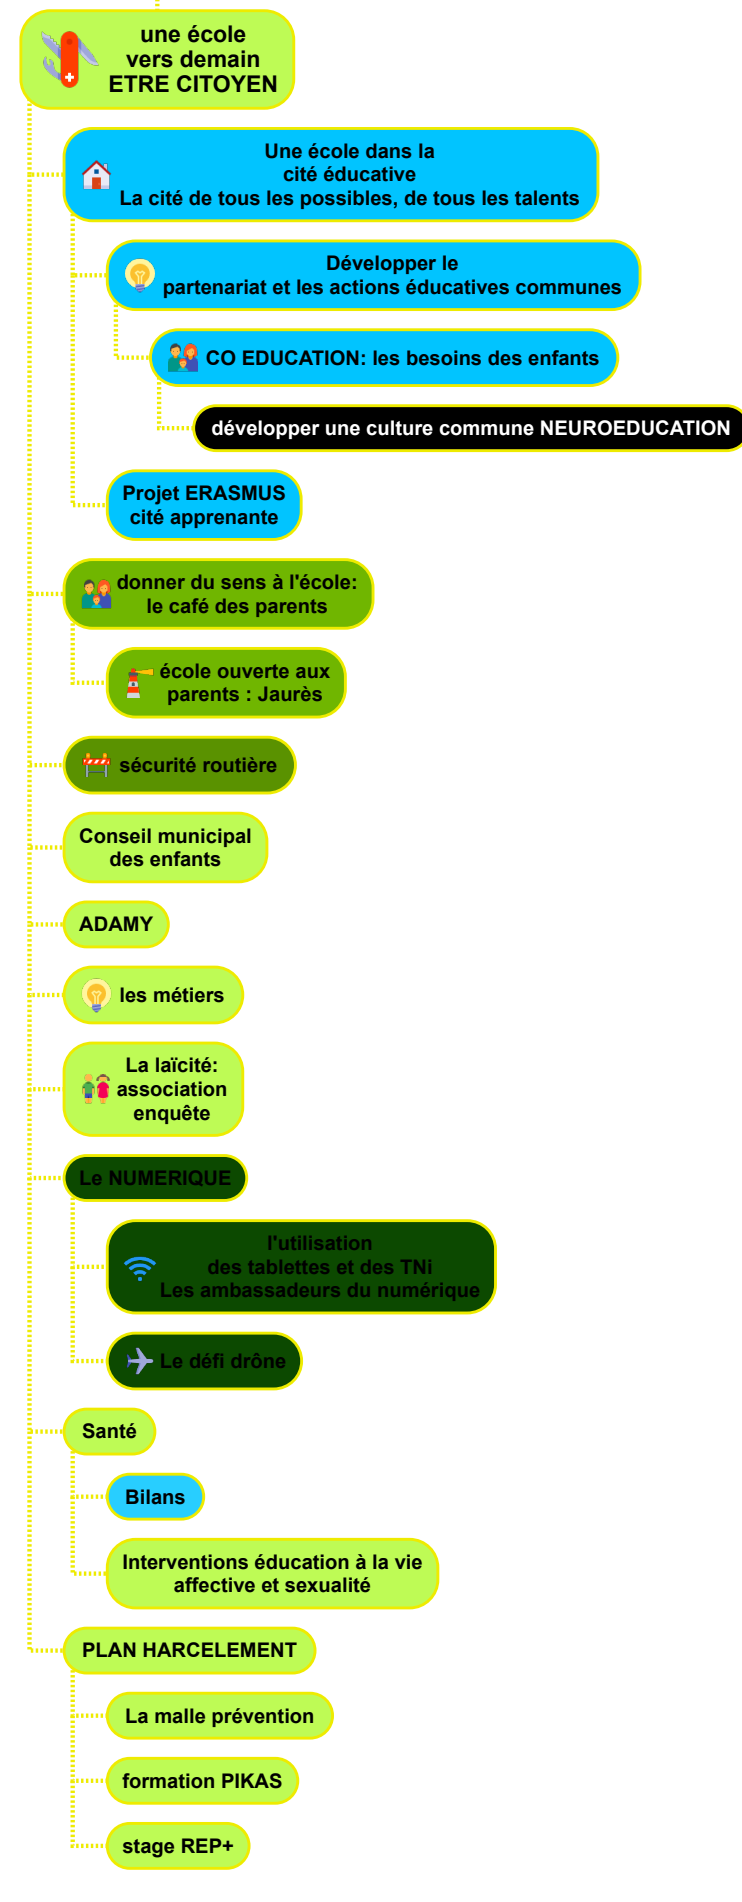 une école
vers demain
ETRE CITOYEN
Une école dans la
cité éducative
La cité de tous les possibles, de tous les talents
Développer le
partenariat et les actions éducatives communes
CO EDUCATION: les besoins des enfants
développer une culture commune NEUROEDUCATION
Projet ERASMUS
cité apprenante
donner du sens à l'école:
le café des parents
école ouverte aux
parents : Jaurès
sécurité routière
Conseil municipal
des enfants
ADAMY
les métiers
La laïcité:
association
enquête
Le NUMERIQUE
l'utilisation
des tablettes et des TNi
Les ambassadeurs du numérique
Le défi drône
Santé
Bilans
Interventions éducation à la vie
affective et sexualité
PLAN HARCELEMENT
La malle prévention
formation PIKAS
stage REP+